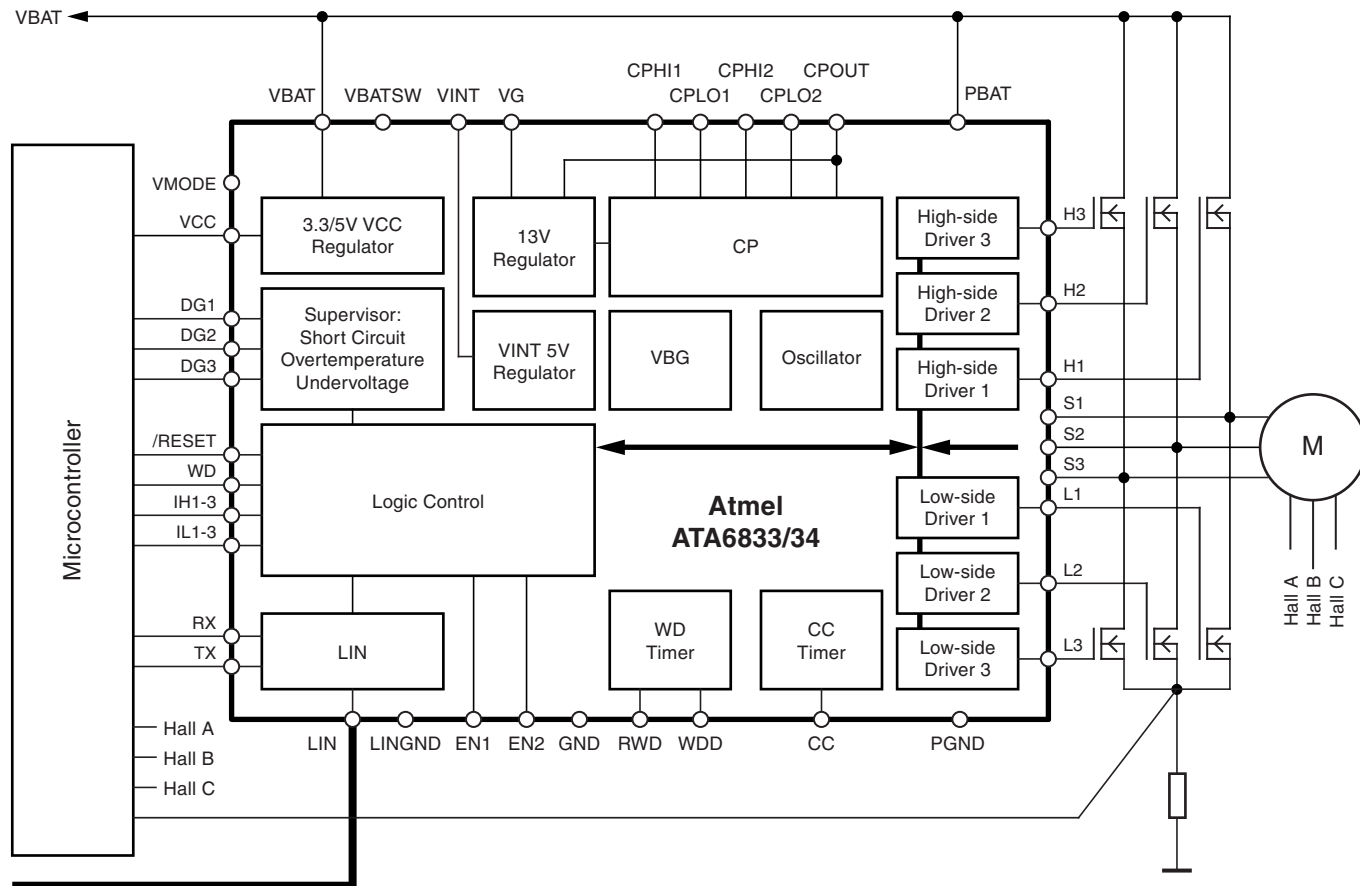 VBAT
CPHI1
CPHI2
CPOUT
VBAT
VBATSW
VINT
VG
CPLO1
CPLO2
PBAT
VMODE
VCC
3.3/5V VCC
Regulator
13V
Regulator
CP
High-side
Driver 3
H3
High-side
Driver 2
H2
DG1
DG2
DG3
Supervisor:
Short Circuit
Overtemperature
Undervoltage
VINT 5V
Regulator
VBG
Oscillator
High-side
Driver 1
H1
S1
S2
S3
M
Microcontroller
/RESET
WD
IH1-3
IL1-3
Logic Control
Atmel
ATA6833/34
Low-side
Driver 1
L1
Low-side
Driver 2
L2
Hall A
Hall B
Hall C
RX
TX
LIN
WD
Timer
CC
Timer
Low-side
Driver 3
L3
Hall A
Hall B
Hall C
LIN
LINGND
EN1
EN2
GND
RWD
WDD
CC
PGND